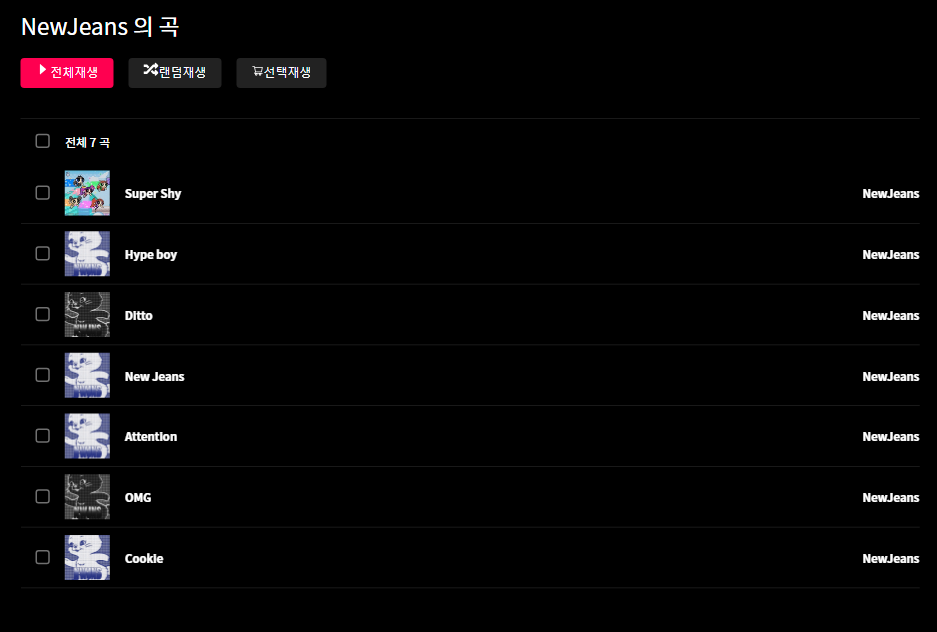 NewJeans 의 곡
전체재생 랜덤재생 선택재생
전체 7 곡
Super Shy NewJeans
Hype boy NewJeans
Ditto NewJeans
New Jeans NewJeans
Attention NewJeans
OMG NewJeans
Cookie NewJeans